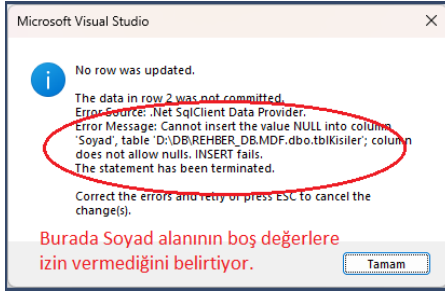 Microsoft Visual Studio
No row was updated.
The data in row 2 was not committed.
Error Source: .Net SqlClient Data Provider.
Error Message: Cannot insert the value NULL into column
'Soyad', table 'D:\DB\REHBER_DB.MDF.dbo.tblKisiler'; column
does not allow nulls. INSERT fails.
The statement has been terminated.
Correct the errors and retry or press ESC to cancel the
change(s).
Burada Soyad alanının boş değerlere
izin vermediğini belirtiyor.
Tamam